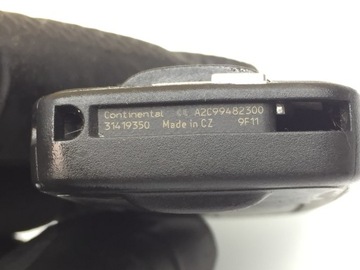 Continental CE A2C99482300
31419350 Made in CZ 9F11